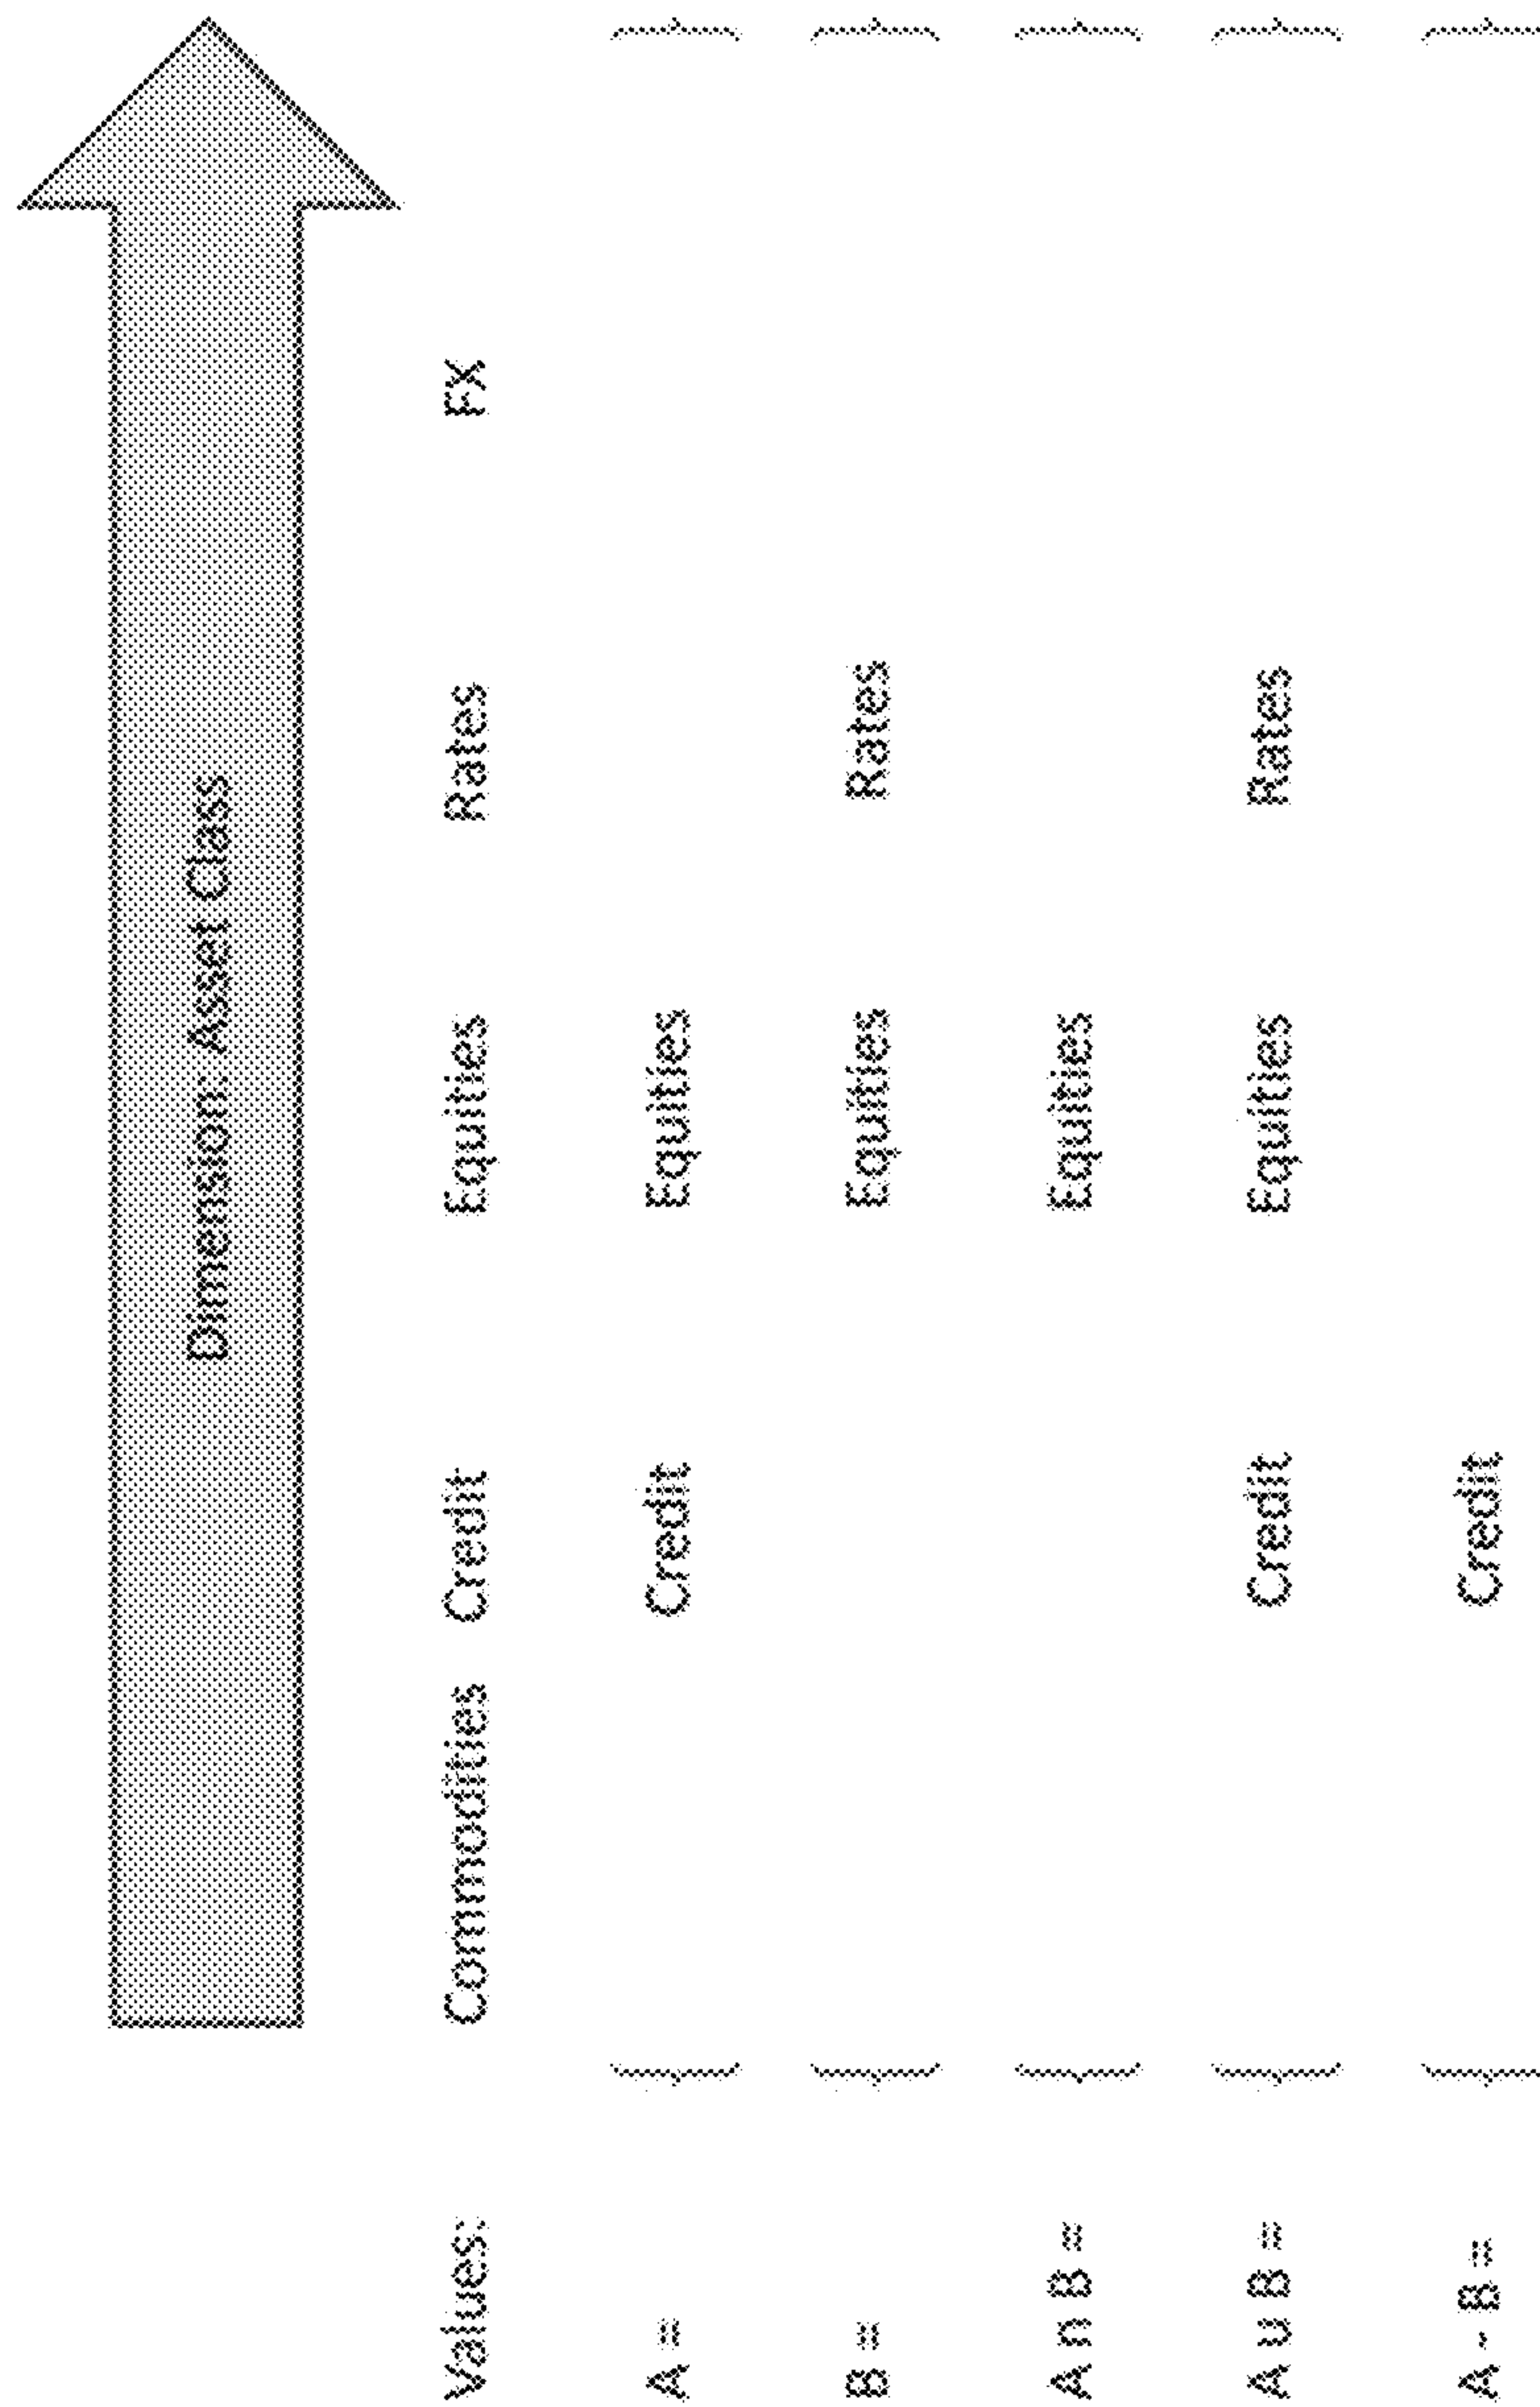 Dimension: Asset Class
Values: Commodities Credit Equities Rates FX
A = { Credit Equities }
B = { Equities Rates }
A n B = { Equities }
A u B = { Credit Equities Rates }
A - B = { Credit }